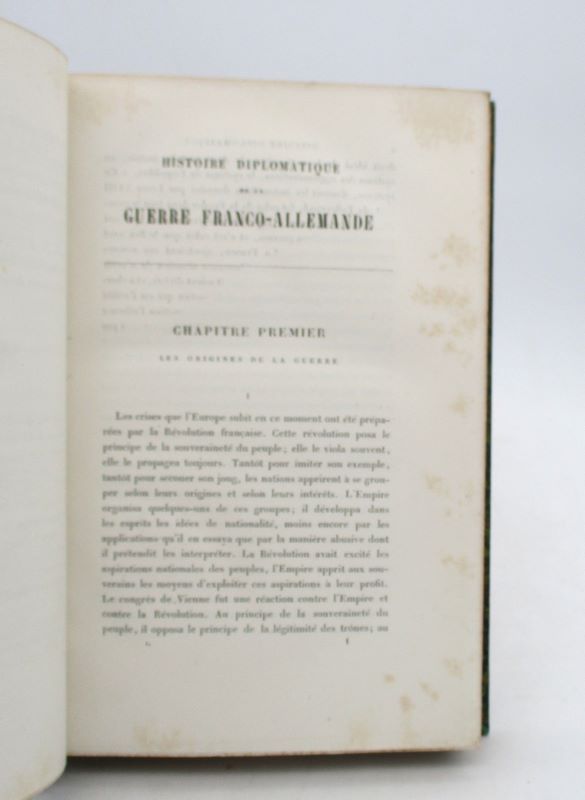 HISTOIRE DIPLOMATIQUE
DE LA
GUERRE FRANCO-ALLEMANDE
CHAPITRE PREMIER
LES ORIGINES DE LA GUERRE
I
Les crises que l'Europe subit en ce moment ont été prépa-
rées par la Révolution française. Cette révolution posa le
principe de la souveraineté du peuple; elle le viola souvent,
elle le propagea toujours. Tantôt pour imiter son exemple,
tantôt pour secouer son joug, les nations apprirent à se grou-
per selon leurs origines et selon leurs intérêts. L'Empire
organisa quelques-uns de ces groupes; il développa dans
les esprits les idées de nationalité, moins encore par les
applications qu'il en essaya que par la manière abusive dont
il prétendit les interpréter. La Révolution avait excité les
aspirations nationales des peuples, l'Empire apprit aux sou-
verains les moyens d'exploiter ces aspirations à leur profit.
Le congrès de Vienne fut une réaction contre l'Empire et
contre la Révolution. Au principe de la souveraineté du
peuple, il opposa le principe de la légitimité des trônes; au
1